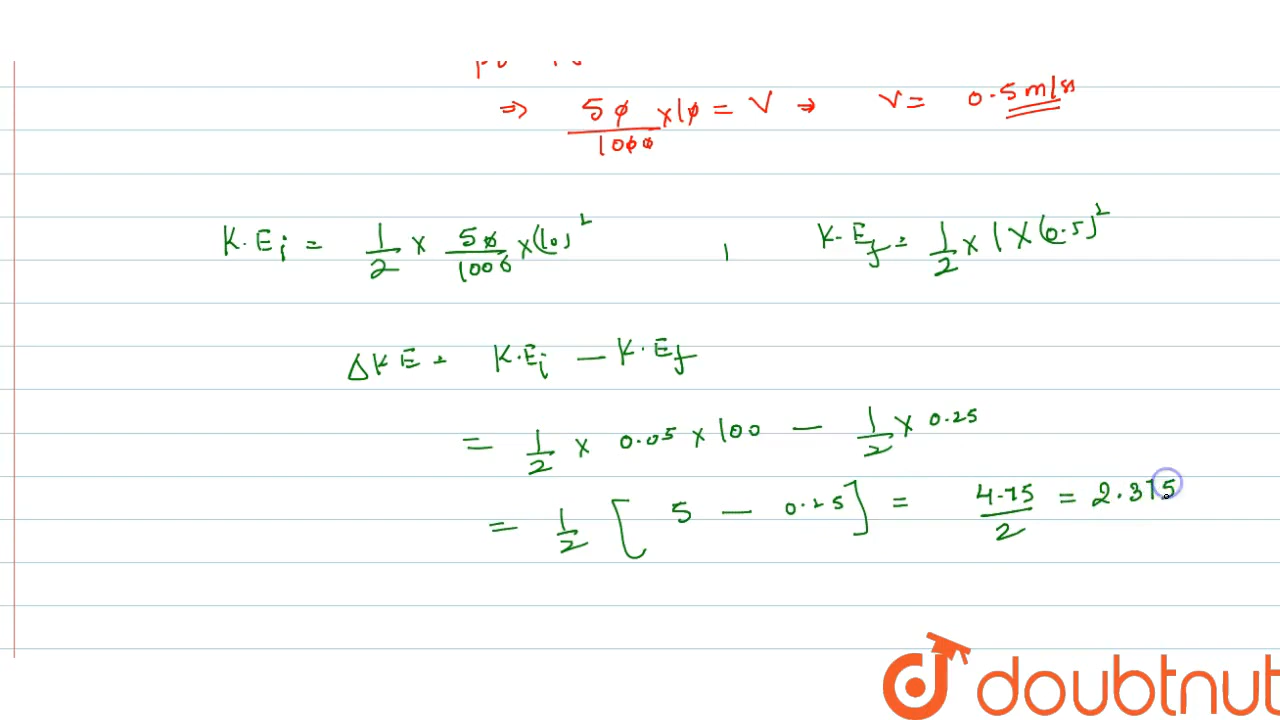 ⇒ 50/1000 × 10 = V ⇒ V = 0.5 m/s
K.Ei = 1/2 × 50/1000 × (10)² , K.Ef = 1/2 × 1 × (0.5)²
ΔKE = K.Ei — K.Ef
= 1/2 × 0.05 × 100 — 1/2 × 0.25
= 1/2 [ 5 — 0.25 ] = 4.75/2 = 2.375
doubtnut